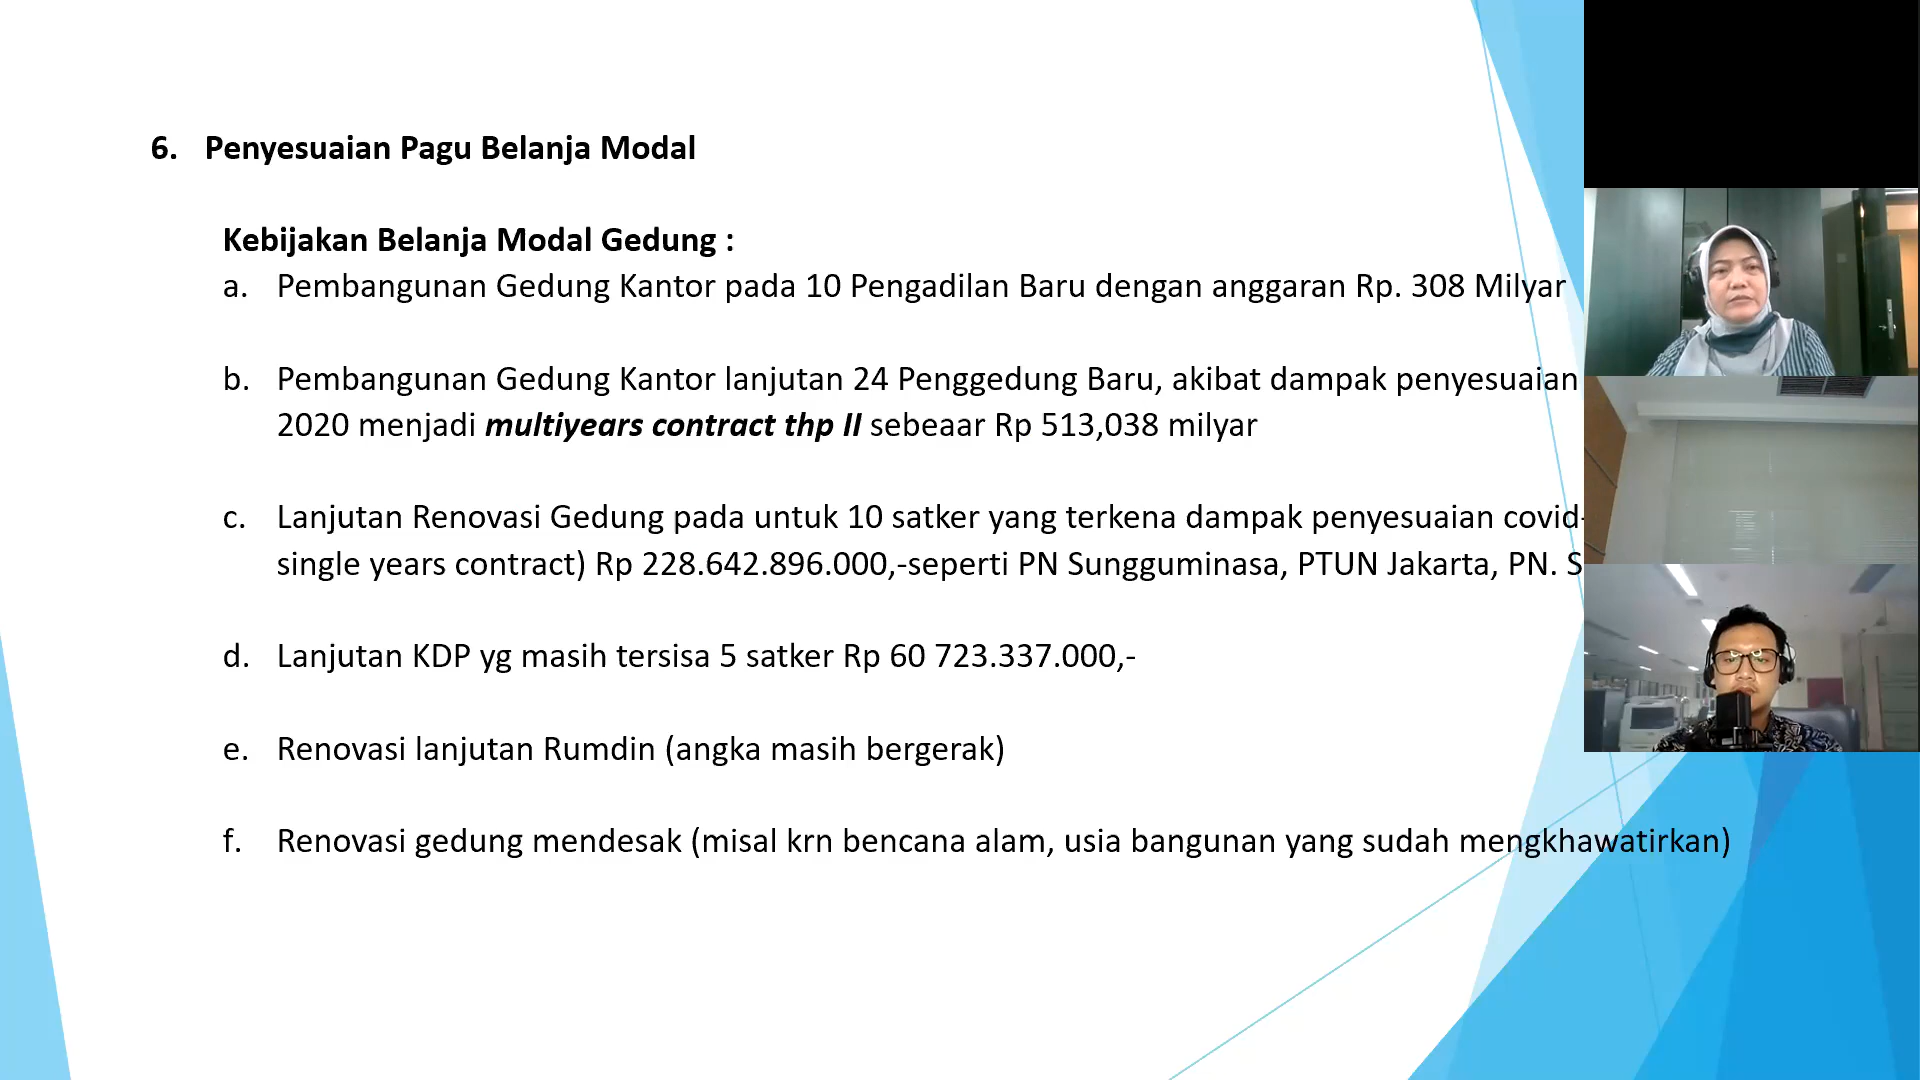 6. Penyesuaian Pagu Belanja Modal
Kebijakan Belanja Modal Gedung :
a. Pembangunan Gedung Kantor pada 10 Pengadilan Baru dengan anggaran Rp. 308 Milyar
b. Pembangunan Gedung Kantor lanjutan 24 Penggedung Baru, akibat dampak penyesuaian
2020 menjadi multiyears contract thp II sebeaar Rp 513,038 milyar
c. Lanjutan Renovasi Gedung pada untuk 10 satker yang terkena dampak penyesuaian covid-
single years contract) Rp 228.642.896.000,-seperti PN Sungguminasa, PTUN Jakarta, PN. S
d. Lanjutan KDP yg masih tersisa 5 satker Rp 60 723.337.000,-
e. Renovasi lanjutan Rumdin (angka masih bergerak)
f. Renovasi gedung mendesak (misal krn bencana alam, usia bangunan yang sudah mengkhawatirkan)